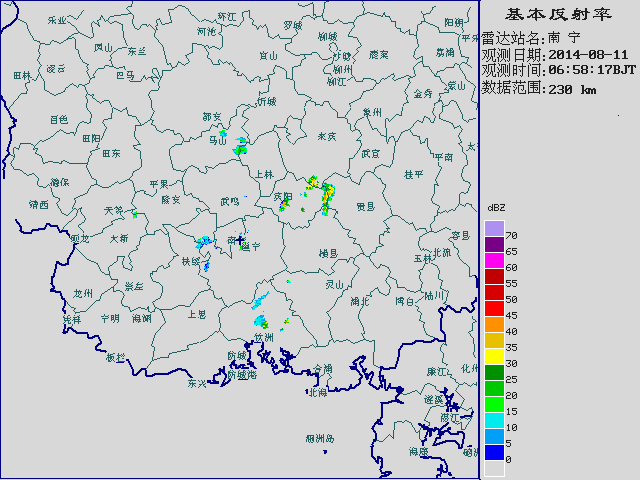 基本反射率
雷达站名:南 宁
观测日期:2014-08-11
观测时间:06:58:17BJT
数据范围:230 km
dBZ
70
65
60
55
50
45
40
35
30
25
20
15
10
5
0
乐业
环江
罗城
柳城
阳朔
河池
凤山
东兰
宜山
鹿寨
荔浦
田林
凌云
巴马
柳州
柳江
金秀
蒙山
忻城
象州
百色
都安
马山
来宾
田阳
田东
武宣
桂平
平南
德保
平果
上林
靖西
隆安
武鸣
宾阳
贵县
天等
大新
南宁
邕宁
横县
容县
北流
玉林
扶绥
龙州
崇左
灵山
浦北
博白
陆川
凭祥
宁明
上思
钦州
板栏
防城
东兴
防城港
合浦
北海
廉江
化州
遂溪
湛江
涠洲岛
海康